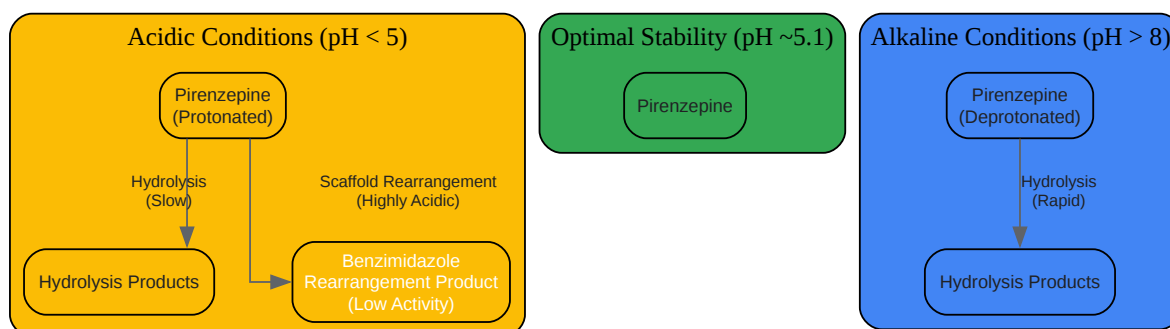 Acidic Conditions (pH < 5)
Pirenzepine
(Protonated)
Hydrolysis
(Slow)
Scaffold Rearrangement
(Highly Acidic)
Hydrolysis Products
Benzimidazole
Rearrangement Product
(Low Activity)
Optimal Stability (pH ~5.1)
Pirenzepine
Alkaline Conditions (pH > 8)
Pirenzepine
(Deprotonated)
Hydrolysis
(Rapid)
Hydrolysis Products